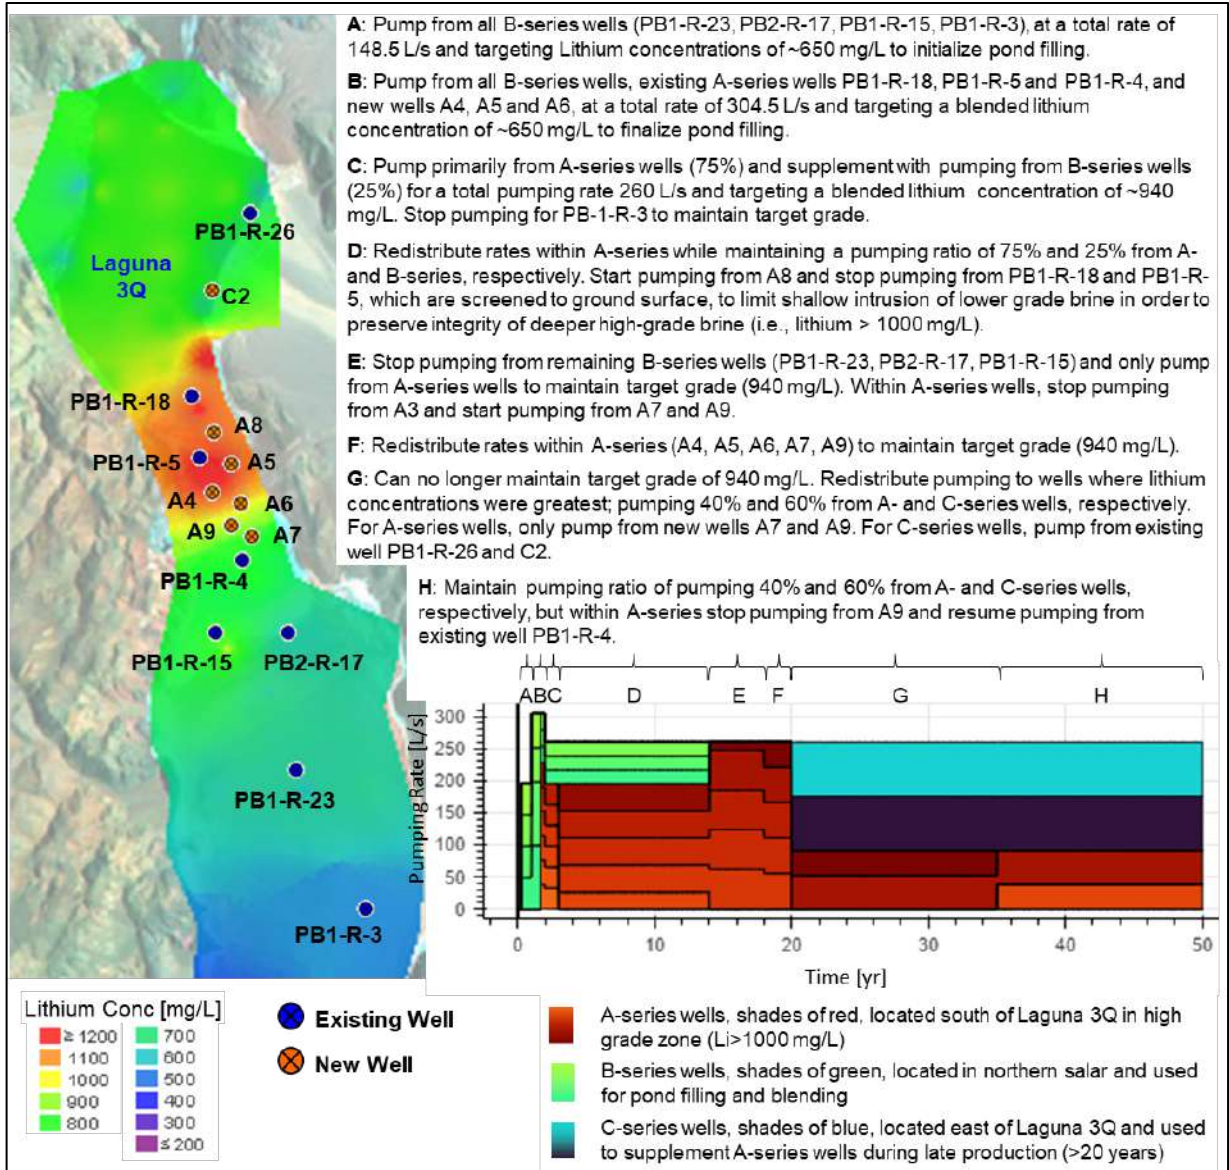 A: Pump from all B-series wells (PB1-R-23, PB2-R-17, PB1-R-15, PB1-R-3), at a total rate of
148.5 L/s and targeting Lithium concentrations of ~650 mg/L to initialize pond filling.
B: Pump from all B-series wells, existing A-series wells PB1-R-18, PB1-R-5 and PB1-R-4, and
new wells A4, A5 and A6, at a total rate of 304.5 L/s and targeting a blended lithium
concentration of ~650 mg/L to finalize pond filling.
C: Pump primarily from A-series wells (75%) and supplement with pumping from B-series wells
(25%) for a total pumping rate 260 L/s and targeting a blended lithium concentration of ~940
mg/L. Stop pumping for PB-1-R-3 to maintain target grade.
D: Redistribute rates within A-series while maintaining a pumping ratio of 75% and 25% from A-
and B-series, respectively. Start pumping from A8 and stop pumping from PB1-R-18 and PB1-R-
5, which are screened to ground surface, to limit shallow intrusion of lower grade brine in order to
preserve integrity of deeper high-grade brine (i.e., lithium > 1000 mg/L).
E: Stop pumping from remaining B-series wells (PB1-R-23, PB2-R-17, PB1-R-15) and only pump
from A-series wells to maintain target grade (940 mg/L). Within A-series wells, stop pumping
from A3 and start pumping from A7 and A9.
F: Redistribute rates within A-series (A4, A5, A6, A7, A9) to maintain target grade (940 mg/L).
G: Can no longer maintain target grade of 940 mg/L. Redistribute pumping to wells where lithium
concentrations were greatest; pumping 40% and 60% from A- and C-series wells, respectively.
For A-series wells, only pump from new wells A7 and A9. For C-series wells, pump from existing
well PB1-R-26 and C2.
H: Maintain pumping ratio of pumping 40% and 60% from A- and C-series wells,
respectively, but within A-series stop pumping from A9 and resume pumping from
existing well PB1-R-4.
PB1-R-26
Laguna
3Q
C2
PB1-R-18
A8
PB1-R-5
A5
A4
A6
A9
A7
PB1-R-4
PB1-R-15
PB2-R-17
PB1-R-23
PB1-R-3
A B C D E F G H
Pumping Rate [L/s]
300
250
200
150
100
50
0
0 10 20 30 40 50
Time [yr]
Lithium Conc [mg/L]
≥ 1200
1100
1000
900
800
700
600
500
400
300
≤ 200
Existing Well
New Well
A-series wells, shades of red, located south of Laguna 3Q in high
grade zone (Li>1000 mg/L)
B-series wells, shades of green, located in northern salar and used
for pond filling and blending
C-series wells, shades of blue, located east of Laguna 3Q and used
to supplement A-series wells during late production (>20 years)